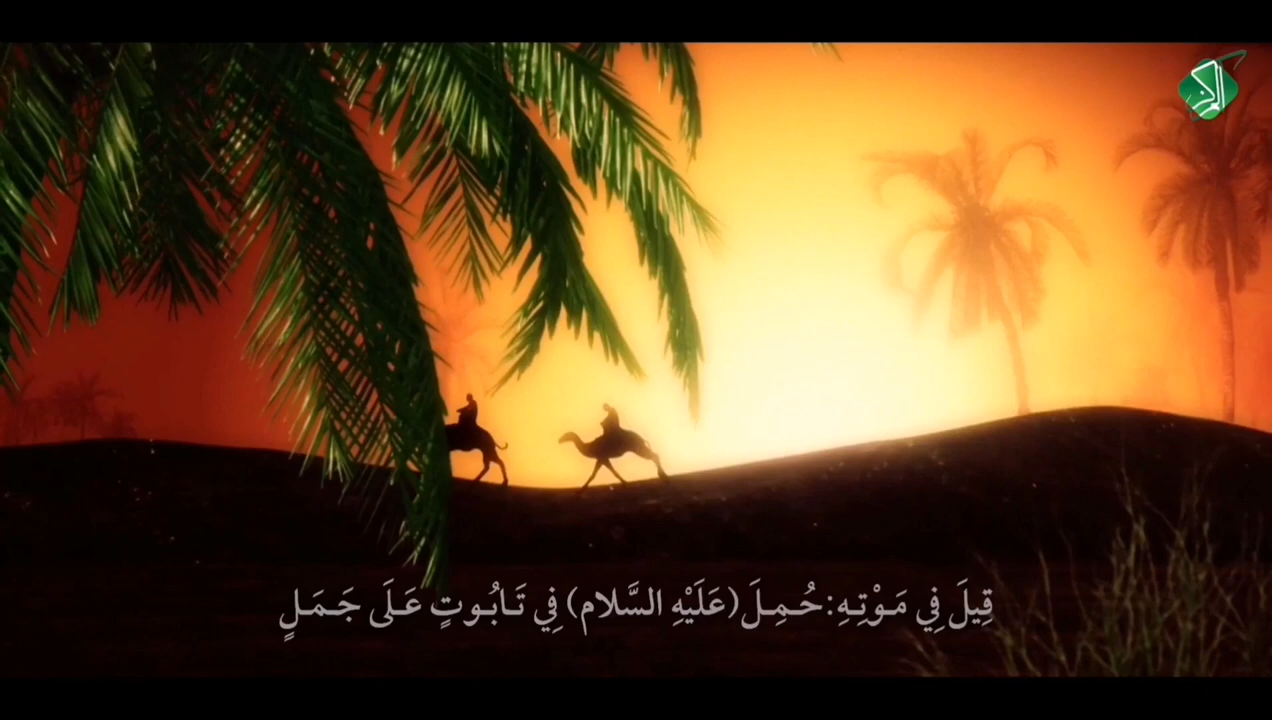 قِيلَ فِي مَوْتِهِ: حُمِلَ (عَلَيْهِ السَّلام) فِي تَابُوتٍ عَلَى جَمَلٍ